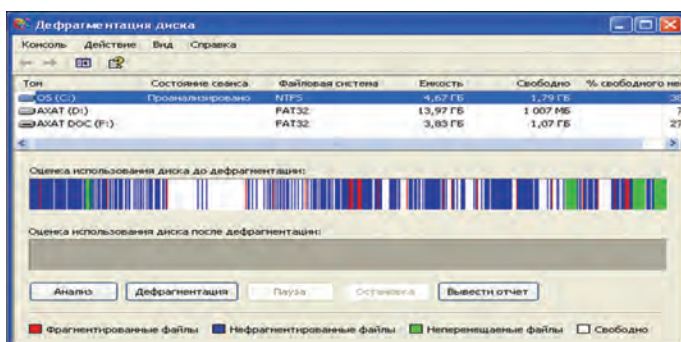 Дефрагментация диска
Консоль Действие Вид Справка
Том Состояние сеанса Файловая система Емкость Свободно % свободного
OS (C:) Проанализировано NTFS 4,67 ГБ 1,79 ГБ 38
AXAT (D:) FAT32 13,97 ГБ 1 007 МБ 7
AXAT DOC (F:) FAT32 3,83 ГБ 1,07 ГБ 27
Оценка использования диска до дефрагментации:
Оценка использования диска после дефрагментации:
Анализ Дефрагментация Пауза Остановка Вывести отчет
Фрагментированные файлы Нефрагментированные файлы Неперемещаемые файлы Свободно